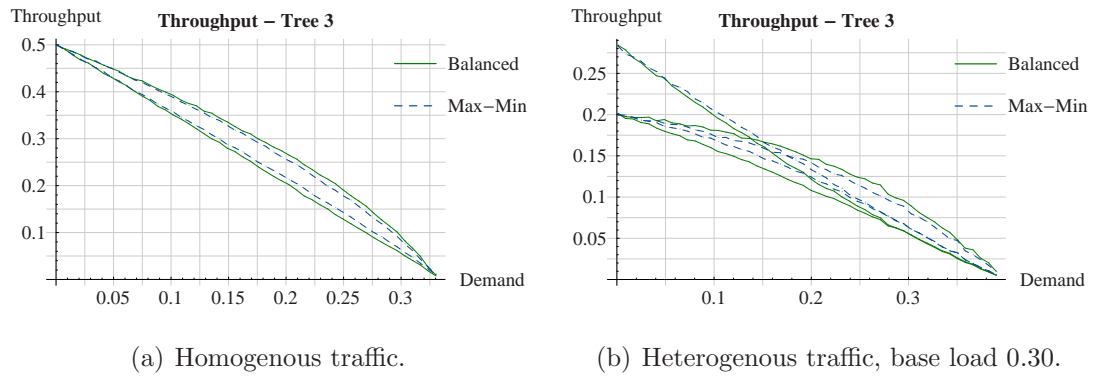 Throughput
Throughput − Tree 3
0.5
0.4
0.3
0.2
0.1
Balanced
Max−Min
Demand
0.05 0.1 0.15 0.2 0.25 0.3
(a) Homogenous traffic.
Throughput
Throughput − Tree 3
0.25
0.2
0.15
0.1
0.05
Balanced
Max−Min
Demand
0.1 0.2 0.3
(b) Heterogenous traffic, base load 0.30.